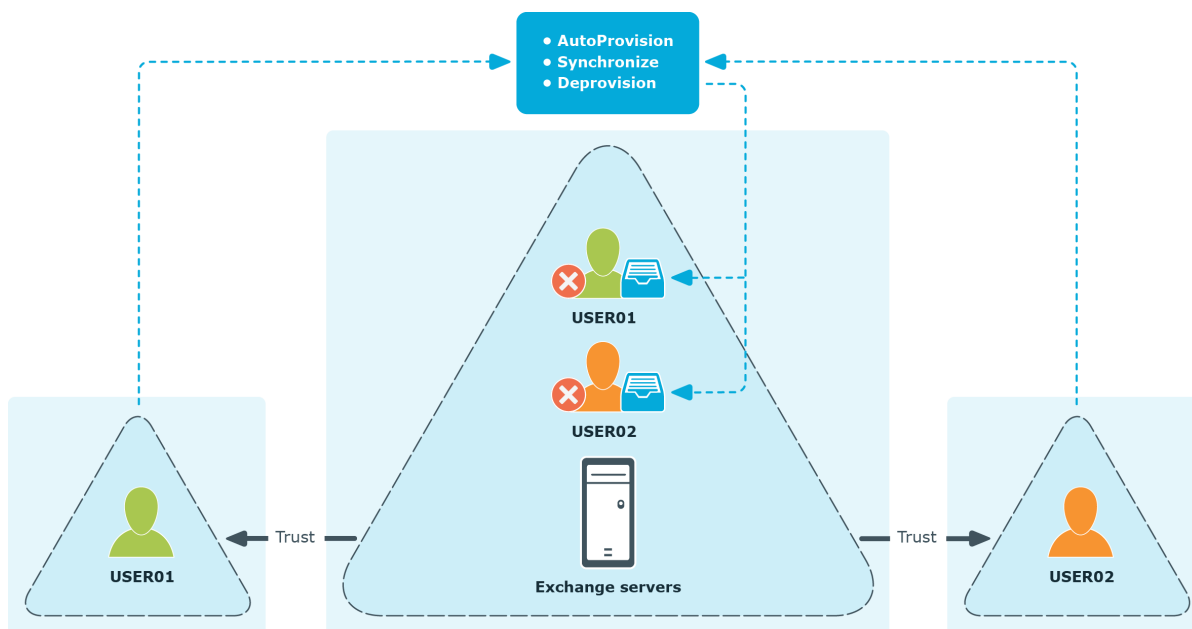 • AutoProvision
• Synchronize
• Deprovision
USER01
USER02
Trust
Trust
USER01
Exchange servers
USER02